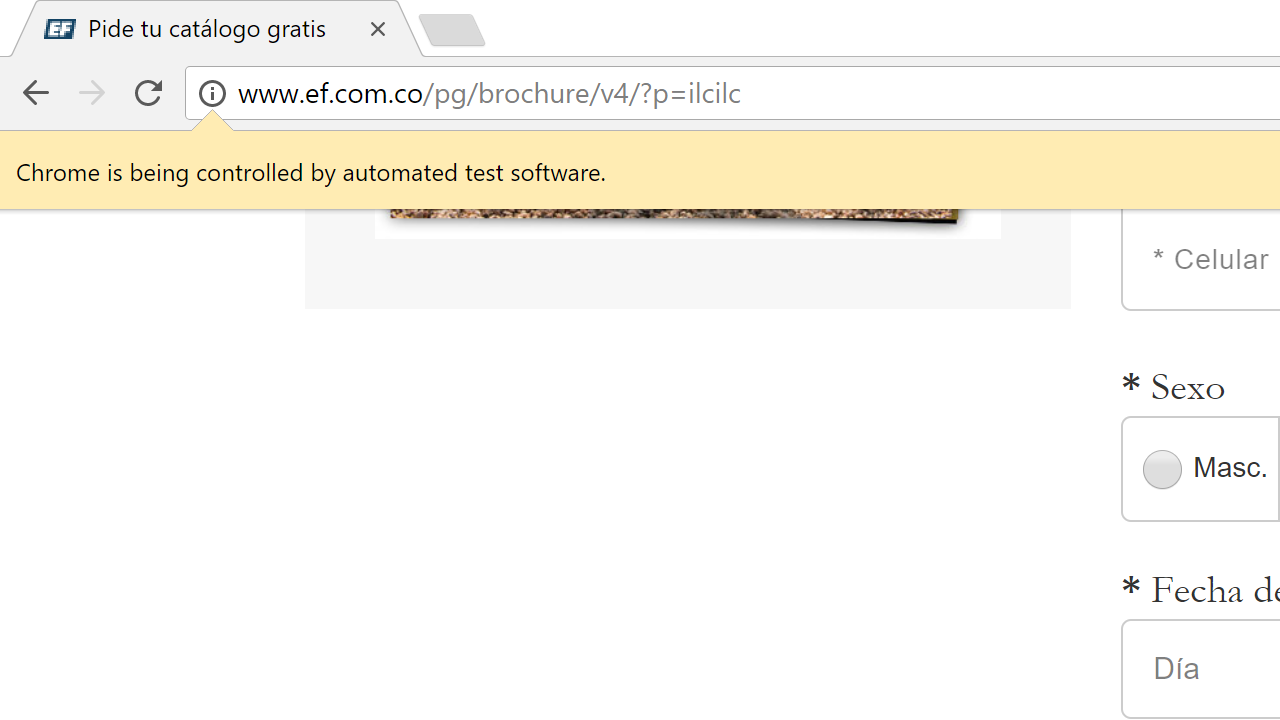 EF Pide tu catálogo gratis
www.ef.com.co/pg/brochure/v4/?p=ilcilc
Chrome is being controlled by automated test software.
* Celular
* Sexo
Masc.
* Fecha de
Día